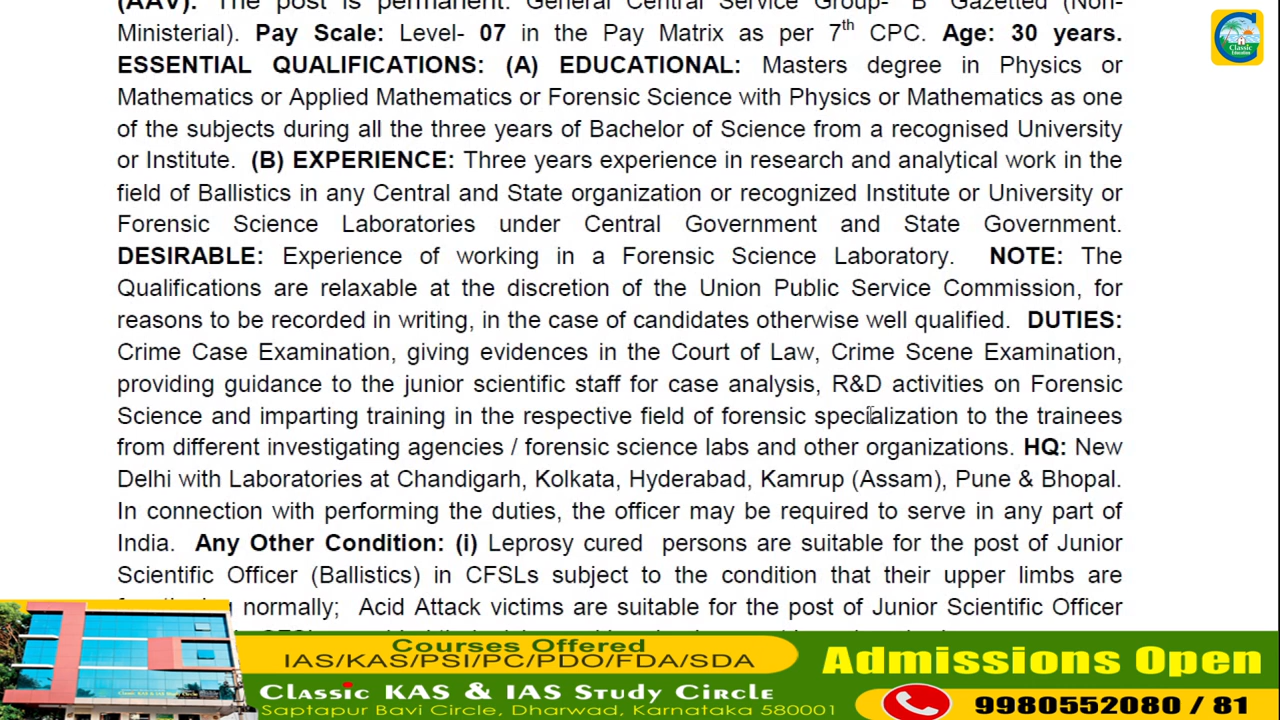 (AAV). The post is permanent. General Central Service Group- 'B' Gazetted (Non-
Ministerial). Pay Scale: Level- 07 in the Pay Matrix as per 7th CPC. Age: 30 years.
ESSENTIAL QUALIFICATIONS: (A) EDUCATIONAL: Masters degree in Physics or
Mathematics or Applied Mathematics or Forensic Science with Physics or Mathematics as one
of the subjects during all the three years of Bachelor of Science from a recognised University
or Institute. (B) EXPERIENCE: Three years experience in research and analytical work in the
field of Ballistics in any Central and State organization or recognized Institute or University or
Forensic Science Laboratories under Central Government and State Government.
DESIRABLE: Experience of working in a Forensic Science Laboratory. NOTE: The
Qualifications are relaxable at the discretion of the Union Public Service Commission, for
reasons to be recorded in writing, in the case of candidates otherwise well qualified. DUTIES:
Crime Case Examination, giving evidences in the Court of Law, Crime Scene Examination,
providing guidance to the junior scientific staff for case analysis, R&D activities on Forensic
Science and imparting training in the respective field of forensic specialization to the trainees
from different investigating agencies / forensic science labs and other organizations. HQ: New
Delhi with Laboratories at Chandigarh, Kolkata, Hyderabad, Kamrup (Assam), Pune & Bhopal.
In connection with performing the duties, the officer may be required to serve in any part of
India. Any Other Condition: (i) Leprosy cured persons are suitable for the post of Junior
Scientific Officer (Ballistics) in CFSLs subject to the condition that their upper limbs are
normally; Acid Attack victims are suitable for the post of Junior Scientific Officer
Classic
Education
Courses Offered
IAS/KAS/PSI/PC/PDO/FDA/SDA
Classic KAS & IAS Study Circle
Saptapur Bavi Circle, Dharwad, Karnataka 580001
Admissions Open
9980552080 / 81